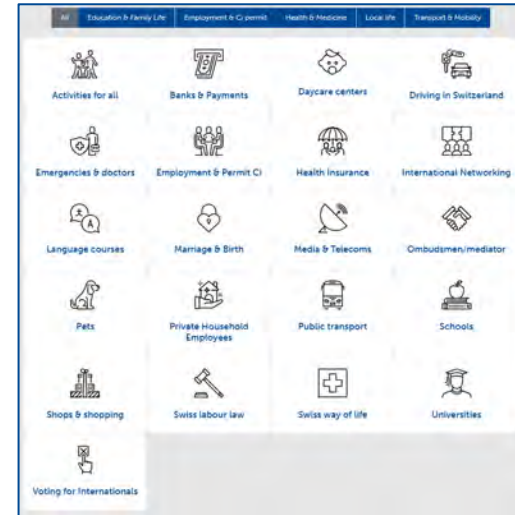 All
Education & Family Life
Employment & Ci permit
Health & Medicine
Local life
Transport & Mobility
Activities for all
Banks & Payments
Daycare centers
Driving in Switzerland
Emergencies & doctors
Employment & Permit Ci
Health Insurance
International Networking
Language courses
Marriage & Birth
Media & Telecoms
Ombudsmen/mediator
Pets
Private Household
Employees
Public transport
Schools
Shops & shopping
Swiss labour law
Swiss way of life
Universities
Voting for Internationals